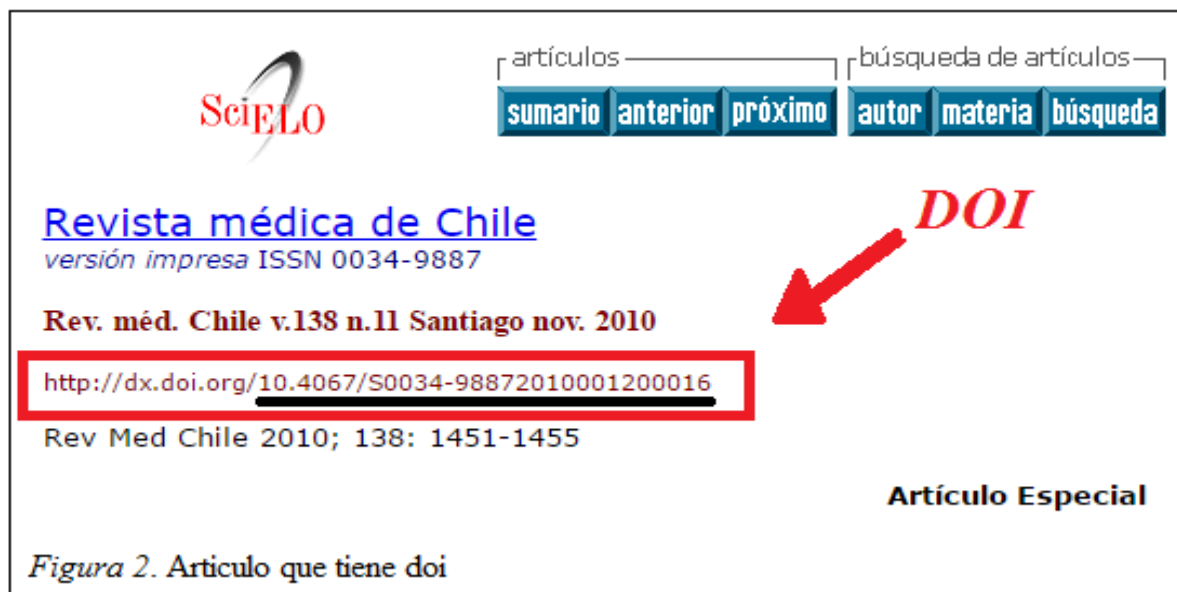 SciELO
artículos
búsqueda de artículos
sumario anterior próximo autor materia búsqueda
DOI
Revista médica de Chile
versión impresa ISSN 0034-9887
Rev. méd. Chile v.138 n.11 Santiago nov. 2010
http://dx.doi.org/10.4067/S0034-98872010001200016
Rev Med Chile 2010; 138: 1451-1455
Artículo Especial
Figura 2. Articulo que tiene doi